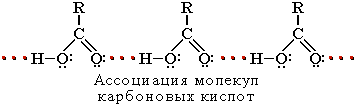 R R R
C C C
H–O: O: H–O: O: H–O: O:
Ассоциация молекул
карбоновых кислот